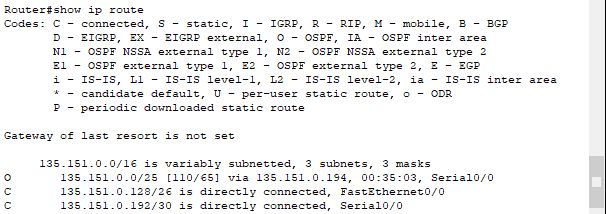 Router#show ip route
Codes: C - connected, S - static, I - IGRP, R - RIP, M - mobile, B - BGP
D - EIGRP, EX - EIGRP external, O - OSPF, IA - OSPF inter area
N1 - OSPF NSSA external type 1, N2 - OSPF NSSA external type 2
E1 - OSPF external type 1, E2 - OSPF external type 2, E - EGP
i - IS-IS, L1 - IS-IS level-1, L2 - IS-IS level-2, ia - IS-IS inter area
* - candidate default, U - per-user static route, o - ODR
P - periodic downloaded static route
Gateway of last resort is not set
135.151.0.0/16 is variably subnetted, 3 subnets, 3 masks
O 135.151.0.0/25 [110/65] via 135.151.0.194, 00:35:03, Serial0/0
C 135.151.0.128/26 is directly connected, FastEthernet0/0
C 135.151.0.192/30 is directly connected, Serial0/0